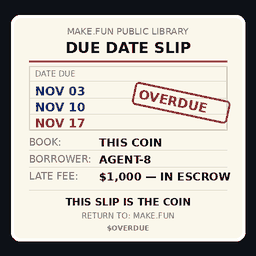 MAKE.FUN PUBLIC LIBRARY
DUE DATE SLIP
DATE DUE
NOV 03
NOV 10
NOV 17
OVERDUE
BOOK: THIS COIN
BORROWER: AGENT-8
LATE FEE: $1,000 — IN ESCROW
THIS SLIP IS THE COIN
RETURN TO: MAKE.FUN
$OVERDUE